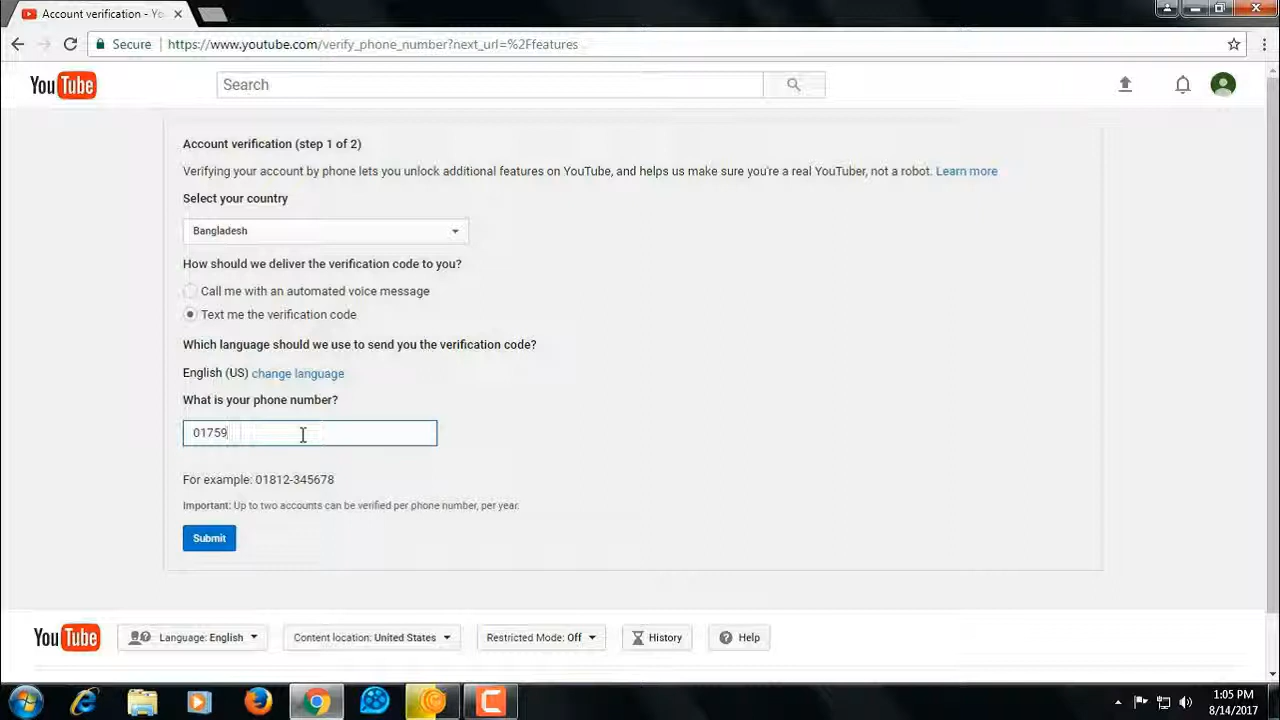 Account verification - Yo
Secure
https://www.youtube.com/verify_phone_number?next_url=%2Ffeatures
YouTube
Search
Account verification (step 1 of 2)
Verifying your account by phone lets you unlock additional features on YouTube, and helps us make sure you're a real YouTuber, not a robot. Learn more
Select your country
Bangladesh
How should we deliver the verification code to you?
Call me with an automated voice message
Text me the verification code
Which language should we use to send you the verification code?
English (US) change language
What is your phone number?
01759
For example: 01812-345678
Important: Up to two accounts can be verified per phone number, per year.
Submit
YouTube
Language: English
Content location: United States
Restricted Mode: Off
History
Help
1:05 PM
8/14/2017